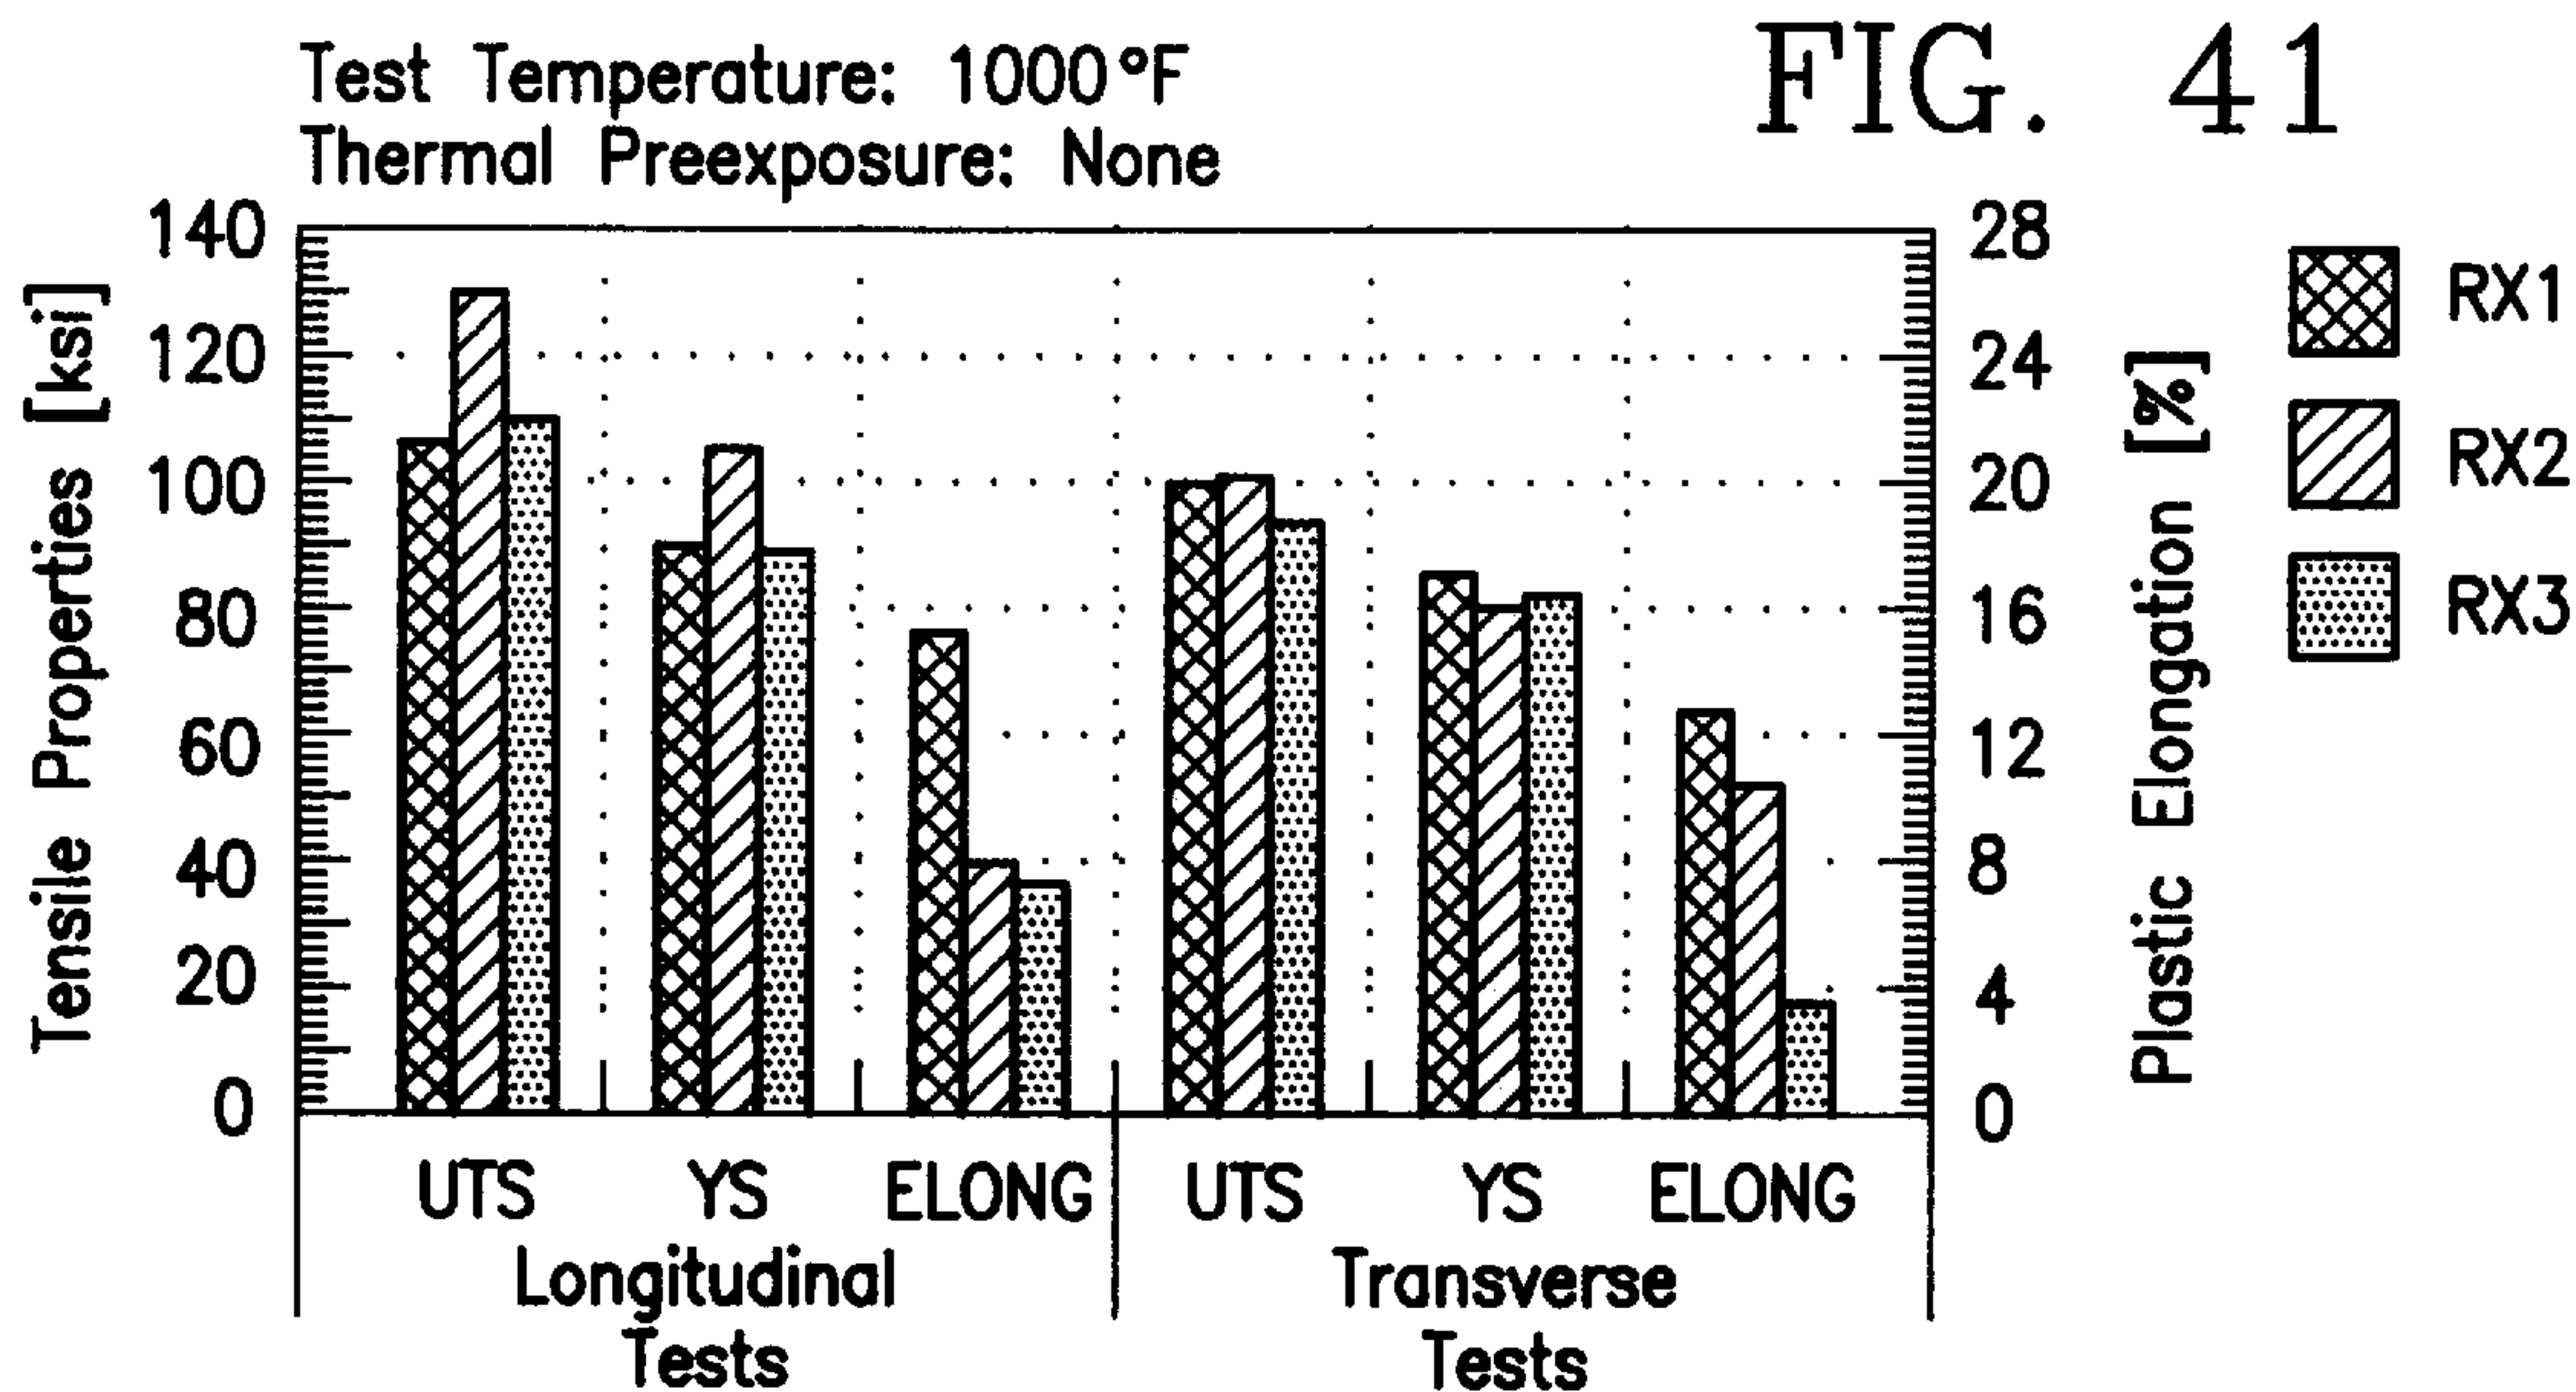 FIG. 41
Test Temperature: 1000°F
Thermal Preexposure: None
Tensile Properties [ksi]
140
120
100
80
60
40
20
0
28
24
20
16
12
8
4
0
Plastic Elongation [%]
RX1
RX2
RX3
UTS YS ELONG UTS YS ELONG
Longitudinal Tests
Transverse Tests